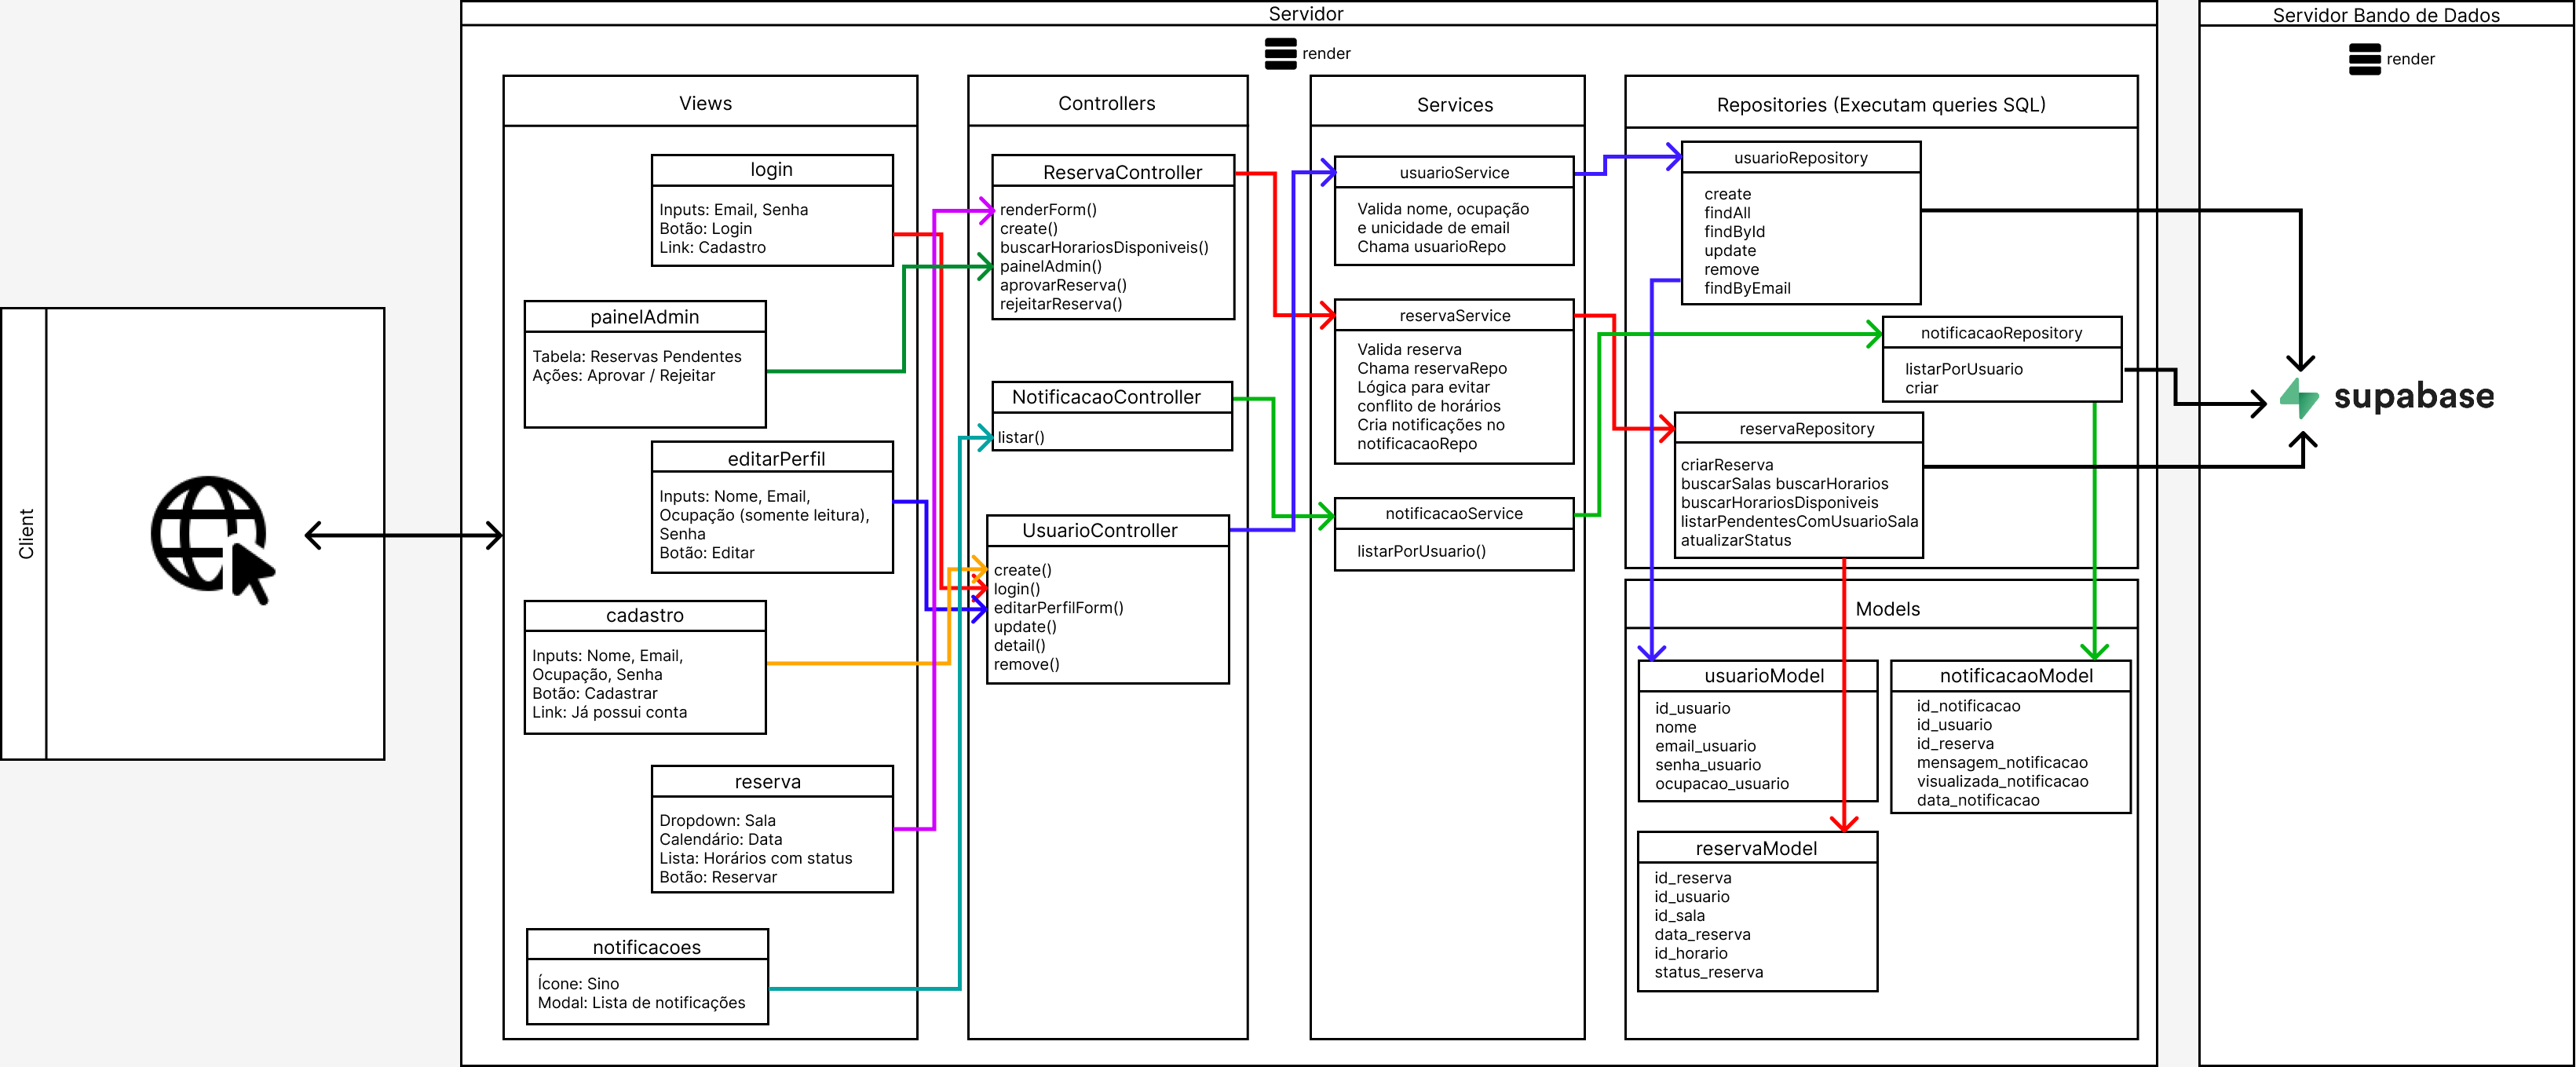 Client
Servidor
render
Views
login
Inputs: Email, Senha
Botão: Login
Link: Cadastro
painelAdmin
Tabela: Reservas Pendentes
Ações: Aprovar / Rejeitar
editarPerfil
Inputs: Nome, Email,
Ocupação (somente leitura),
Senha
Botão: Editar
cadastro
Inputs: Nome, Email,
Ocupação, Senha
Botão: Cadastrar
Link: Já possui conta
reserva
Dropdown: Sala
Calendário: Data
Lista: Horários com status
Botão: Reservar
notificacoes
Ícone: Sino
Modal: Lista de notificações
Controllers
ReservaController
renderForm()
create()
buscarHorariosDisponiveis()
painelAdmin()
aprovarReserva()
rejeitarReserva()
NotificacaoController
listar()
UsuarioController
create()
login()
editarPerfilForm()
update()
detail()
remove()
Services
usuarioService
Valida nome, ocupação
e unicidade de email
Chama usuarioRepo
reservaService
Valida reserva
Chama reservaRepo
Lógica para evitar
conflito de horários
Cria notificações no
notificacaoRepo
notificacaoService
listarPorUsuario()
Repositories (Executam queries SQL)
usuarioRepository
create
findAll
findById
update
remove
findByEmail
notificacaoRepository
listarPorUsuario
criar
reservaRepository
criarReserva
buscarSalas buscarHorarios
buscarHorariosDisponiveis
listarPendentesComUsuarioSala
atualizarStatus
Models
usuarioModel
id_usuario
nome
email_usuario
senha_usuario
ocupacao_usuario
notificacaoModel
id_notificacao
id_usuario
id_reserva
mensagem_notificacao
visualizada_notificacao
data_notificacao
reservaModel
id_reserva
id_usuario
id_sala
data_reserva
id_horario
status_reserva
Servidor Bando de Dados
render
supabase